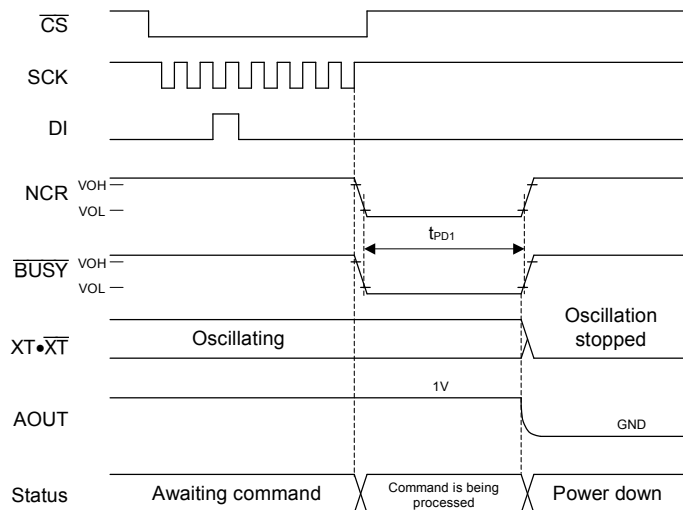 CS
SCK
DI
NCR
VOH
VOL
tPD1
BUSY
VOH
VOL
XT•XT
Oscillating
Oscillation
stopped
AOUT
1V
GND
Status
Awaiting command
Command is being
processed
Power down